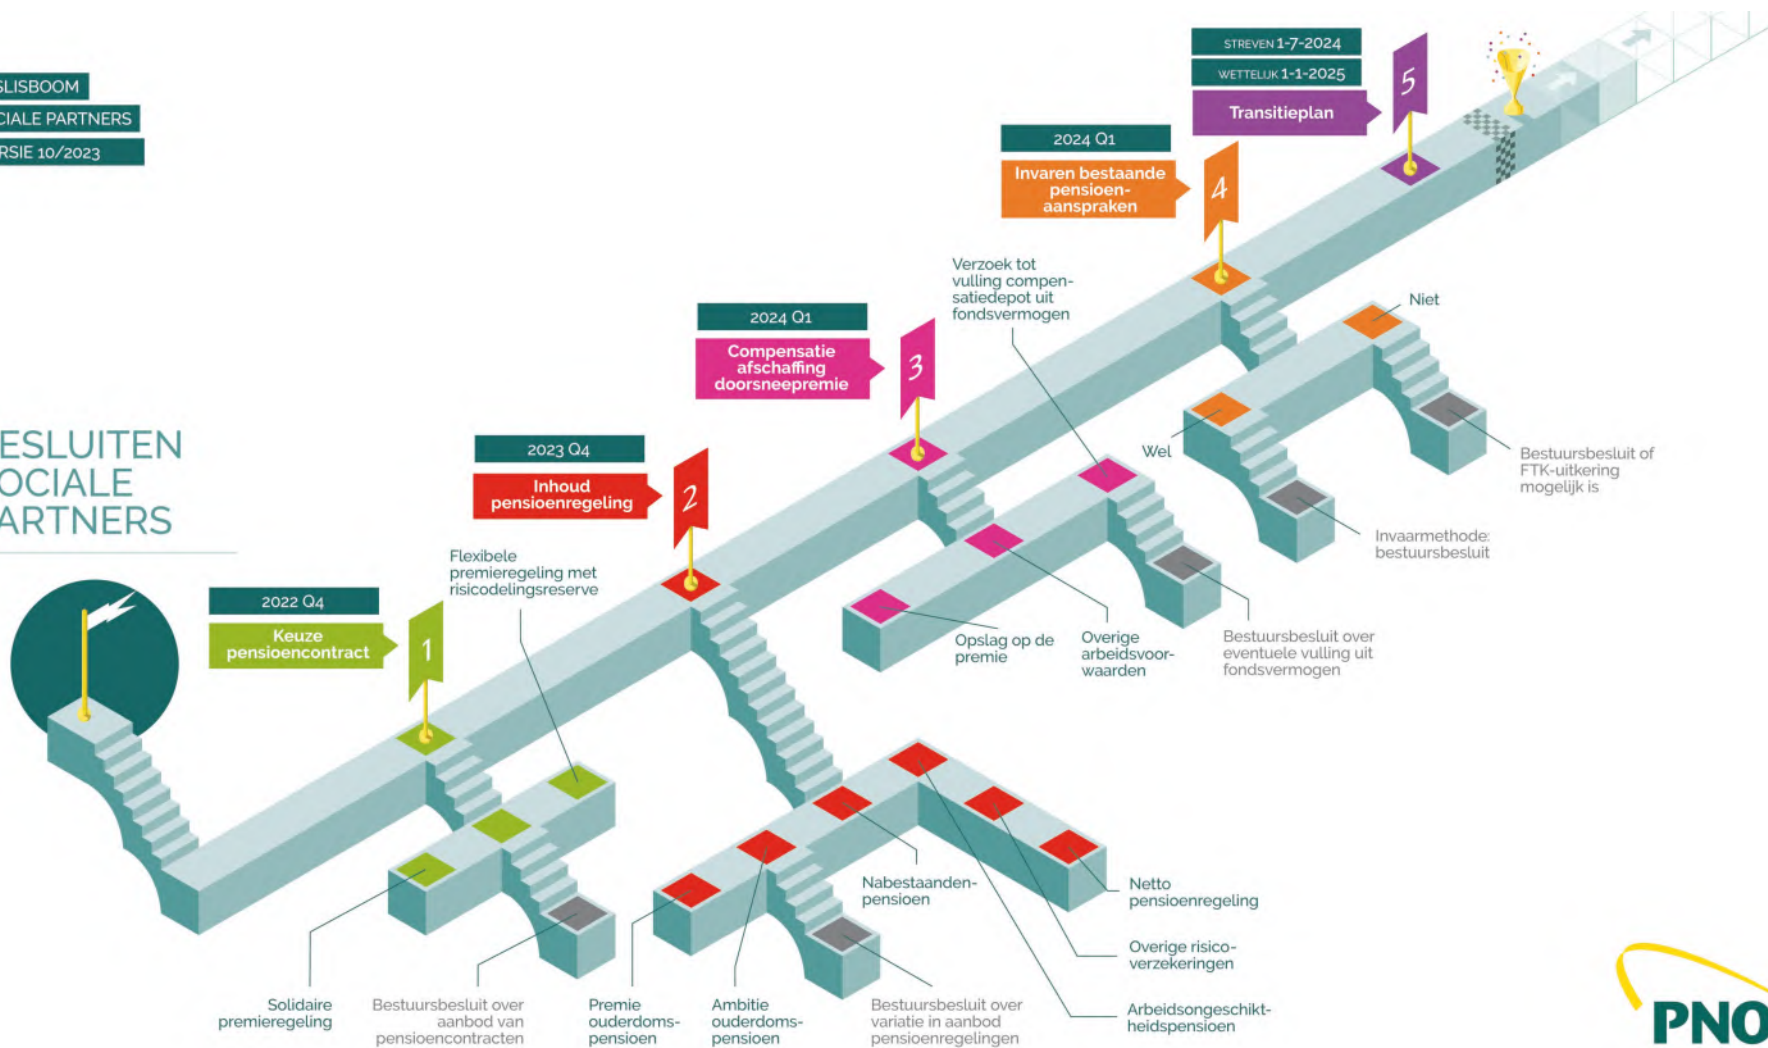 SLISBOOM
CIALE PARTNERS
RSIE 10/2023
ESLUITEN
OCIALE
ARTNERS
2022 Q4
Keuze
pensioencontract
1
Flexibele
premieregeling met
risicodelingsreserve
Solidaire
premieregeling
Bestuursbesluit over
aanbod van
pensioencontracten
2023 Q4
Inhoud
pensioenregeling
2
Premie
ouderdoms-
pensioen
Ambitie
ouderdoms-
pensioen
Bestuursbesluit over
variatie in aanbod
pensioenregelingen
Nabestaanden-
pensioen
Arbeidsongeschikt-
heidspensioen
Overige risico-
verzekeringen
Netto
pensioenregeling
2024 Q1
Compensatie
afschaffing
doorsneepremie
3
Verzoek tot
vulling compen-
satiedepot uit
fondsvermogen
Opslag op de
premie
Overige
arbeidsvoor-
waarden
Bestuursbesluit over
eventuele vulling uit
fondsvermogen
2024 Q1
Invaren bestaande
pensioen-
aanspraken
4
Niet
Wel
Bestuursbesluit of
FTK-uitkering
mogelijk is
Invaarmethode:
bestuursbesluit
STREVEN 1-7-2024
WETTELIJK 1-1-2025
Transitieplan
5
PNO